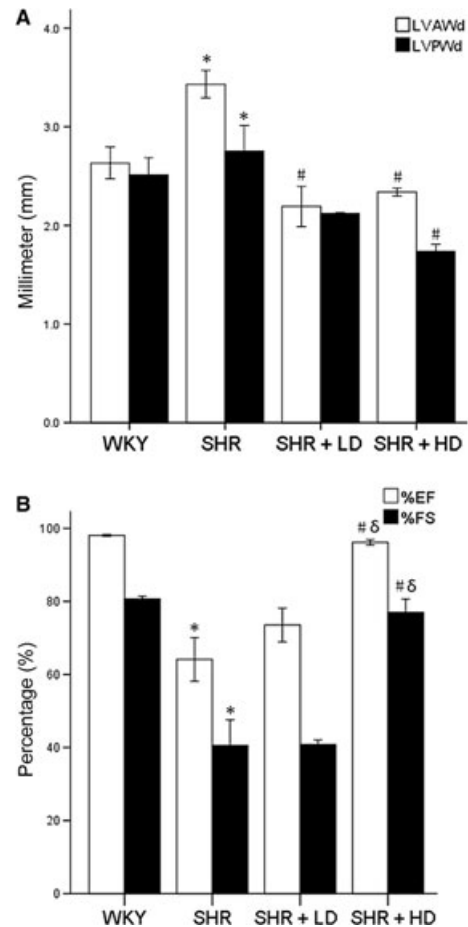 A
LVAWd
LVPWd
Millimeter (mm)
4.0
3.0
2.0
1.0
0.0
*
*
#
#
#
WKY SHR SHR + LD SHR + HD
B
%EF
%FS
Percentage (%)
100
80
60
40
20
0
*
*
#δ
#δ
WKY SHR SHR + LD SHR + HD